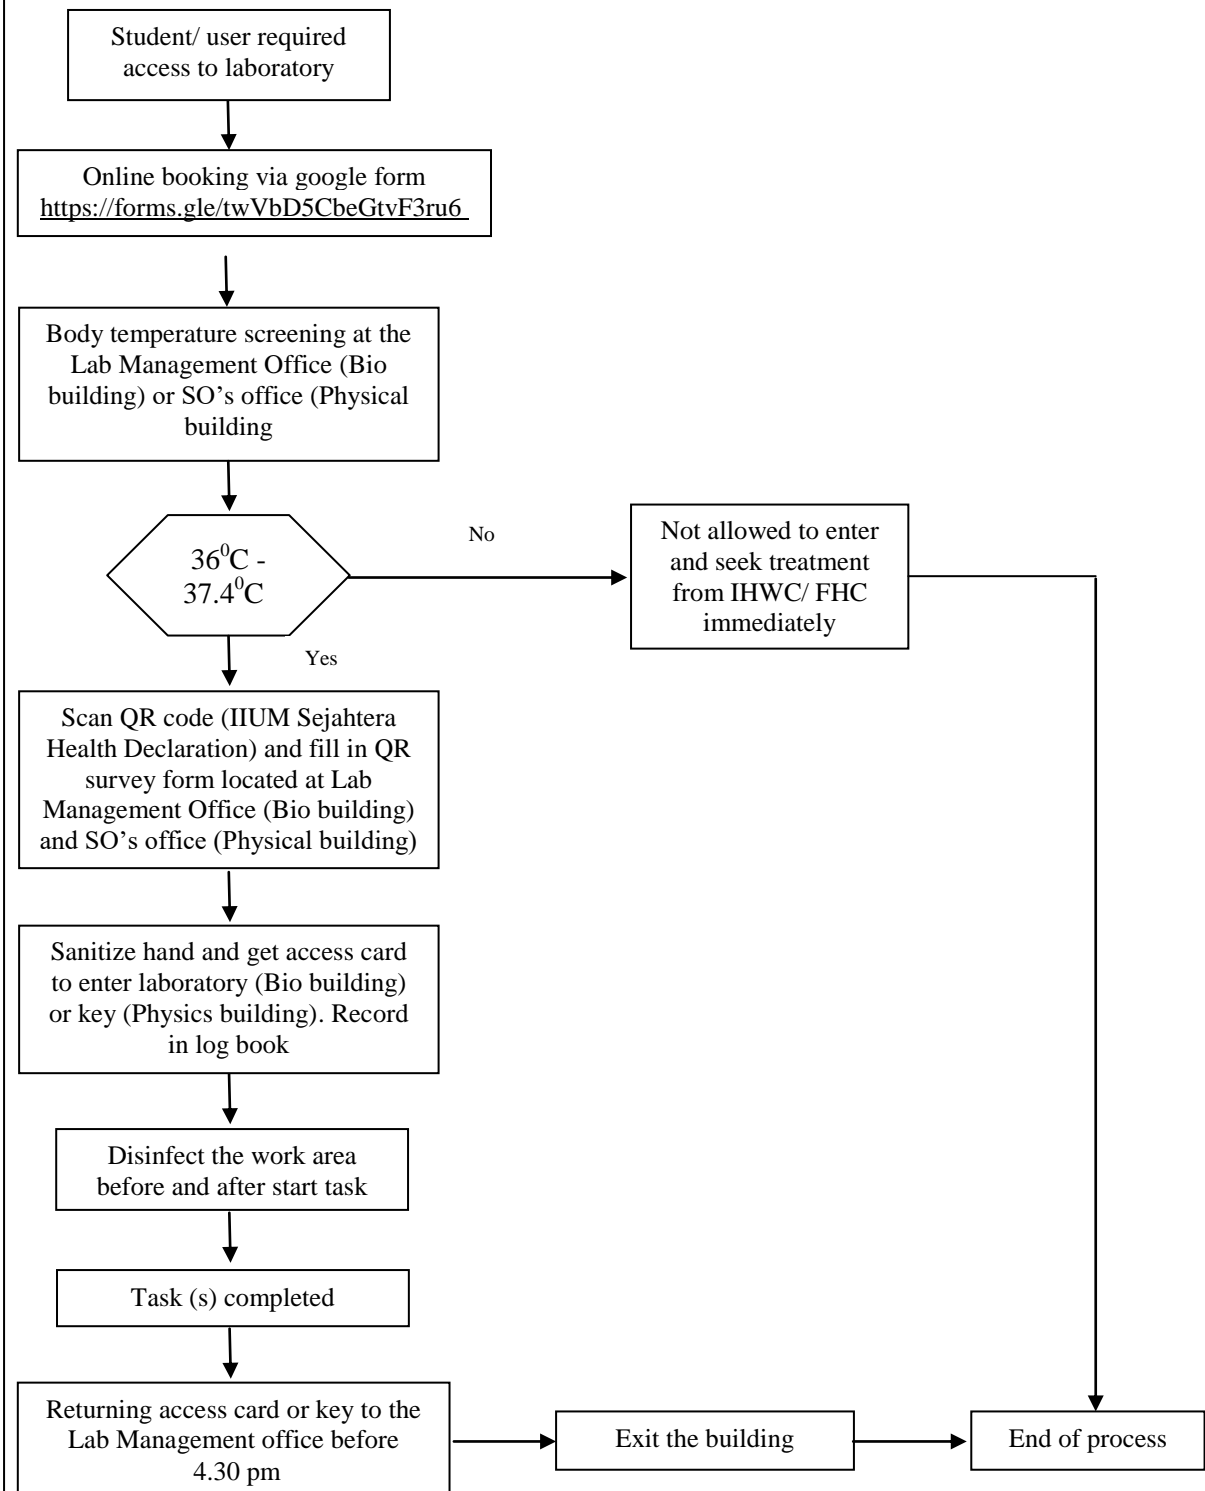 Student/ user required
access to laboratory
Online booking via google form
https://forms.gle/twVbD5CbeGtvF3ru6
Body temperature screening at the
Lab Management Office (Bio
building) or SO’s office (Physical
building
36⁰C -
37.4⁰C
No
Not allowed to enter
and seek treatment
from IHWC/ FHC
immediately
Yes
Scan QR code (IIUM Sejahtera
Health Declaration) and fill in QR
survey form located at Lab
Management Office (Bio building)
and SO’s office (Physical building)
Sanitize hand and get access card
to enter laboratory (Bio building)
or key (Physics building). Record
in log book
Disinfect the work area
before and after start task
Task (s) completed
Returning access card or key to the
Lab Management office before
4.30 pm
Exit the building
End of process